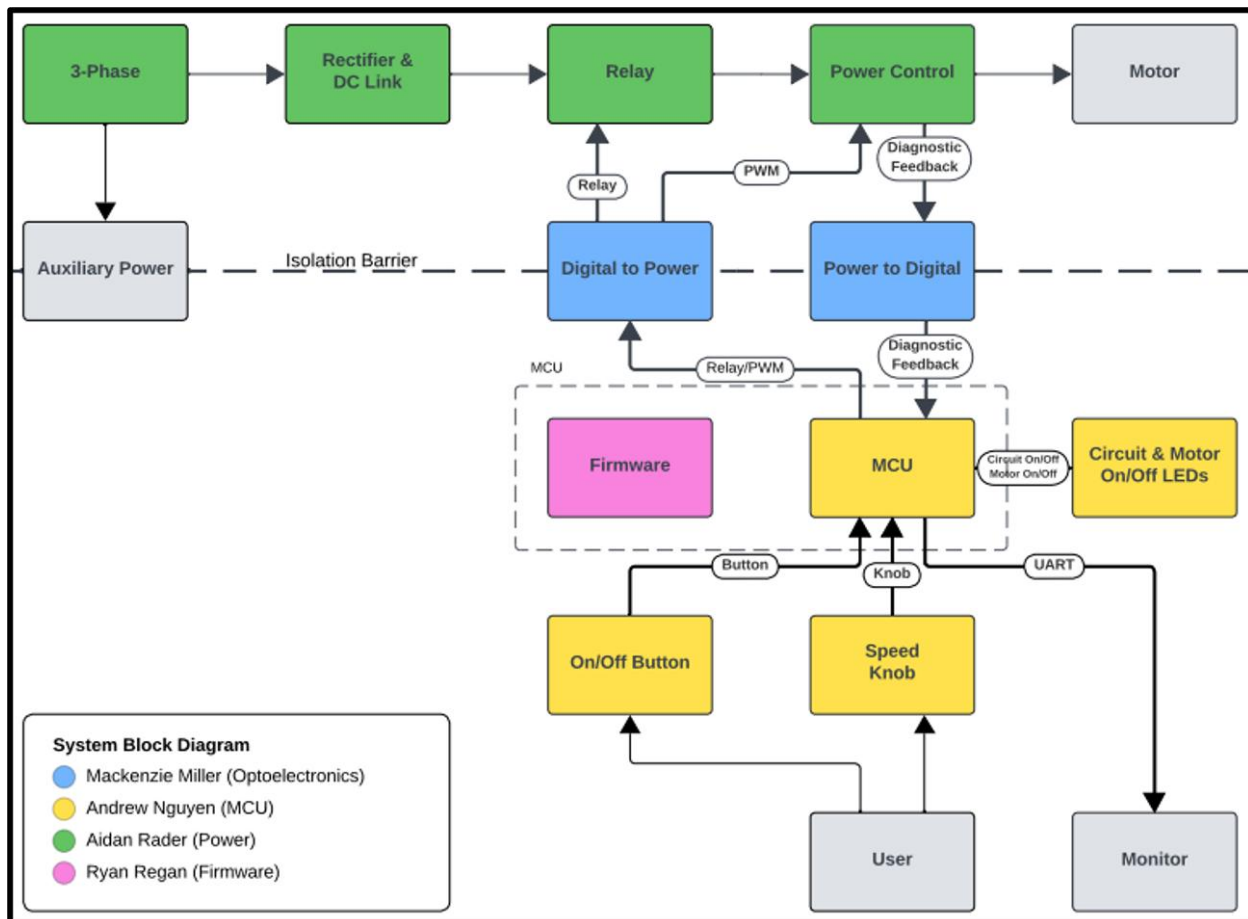 3-Phase
Rectifier &
DC Link
Relay
Power Control
Motor
Diagnostic
Feedback
PWM
Relay
Auxiliary Power
Isolation Barrier
Digital to Power
Power to Digital
Diagnostic
Feedback
Relay/PWM
MCU
Firmware
MCU
Circuit On/Off
Motor On/Off
Circuit & Motor
On/Off LEDs
Button
Knob
UART
On/Off Button
Speed
Knob
System Block Diagram
Mackenzie Miller (Optoelectronics)
Andrew Nguyen (MCU)
Aidan Rader (Power)
Ryan Regan (Firmware)
User
Monitor